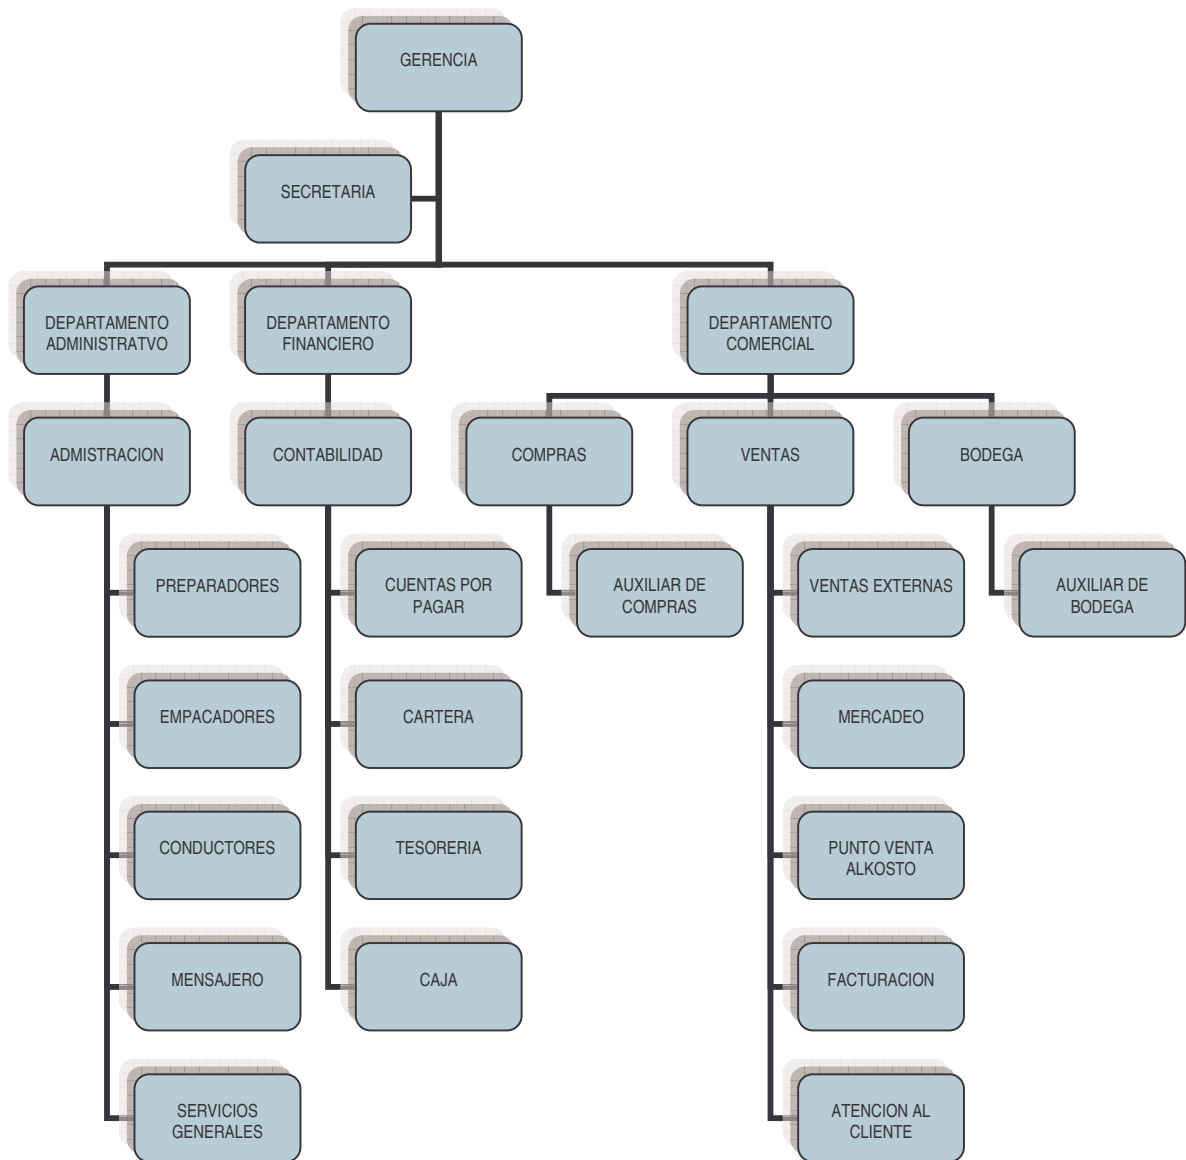 GERENCIA
SECRETARIA
DEPARTAMENTO
ADMINISTRATVO
DEPARTAMENTO
FINANCIERO
DEPARTAMENTO
COMERCIAL
ADMISTRACION
CONTABILIDAD
COMPRAS
VENTAS
BODEGA
PREPARADORES
CUENTAS POR
PAGAR
AUXILIAR DE
COMPRAS
VENTAS EXTERNAS
AUXILIAR DE
BODEGA
EMPACADORES
CARTERA
MERCADEO
CONDUCTORES
TESORERIA
PUNTO VENTA
ALKOSTO
MENSAJERO
CAJA
FACTURACION
SERVICIOS
GENERALES
ATENCION AL
CLIENTE